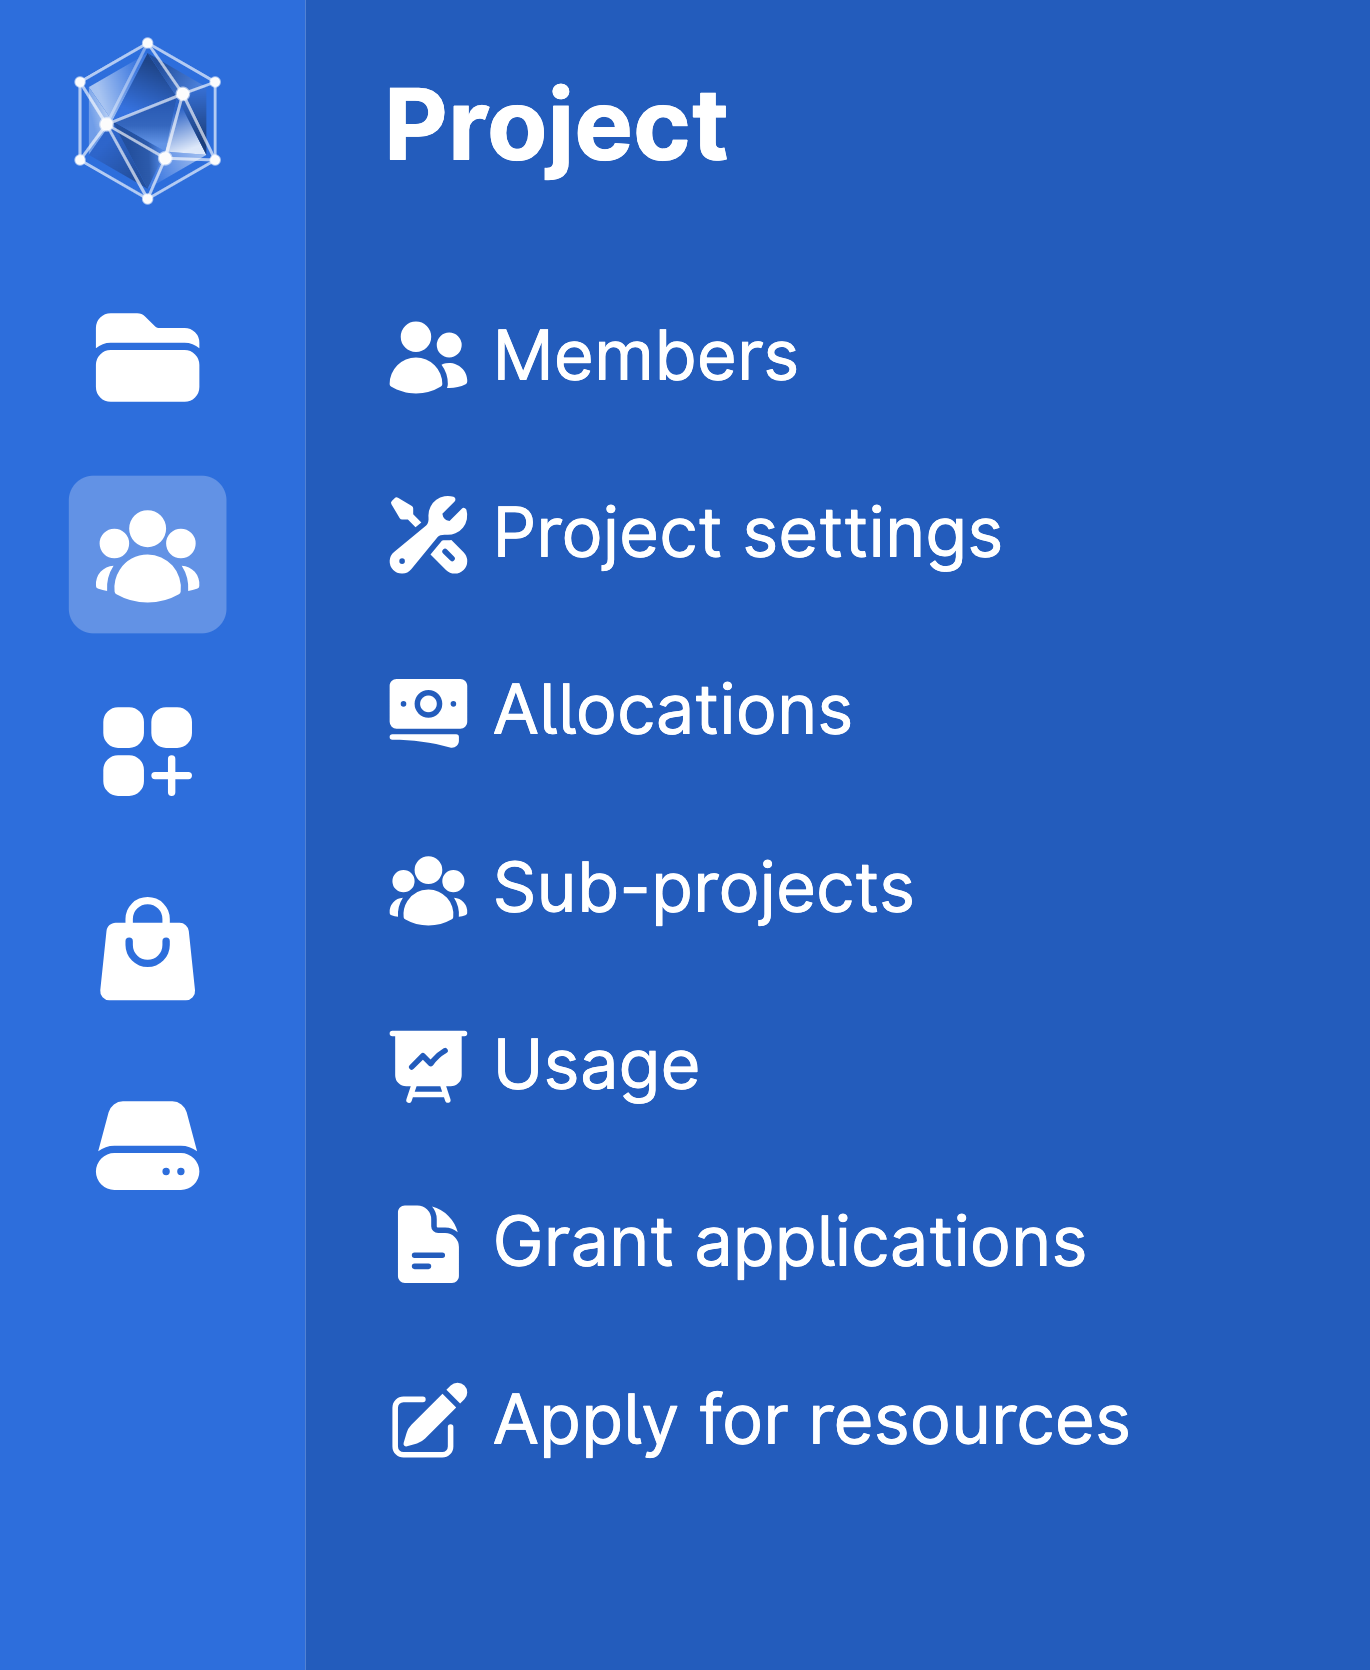 Project
Members
Project settings
Allocations
Sub-projects
Usage
Grant applications
Apply for resources